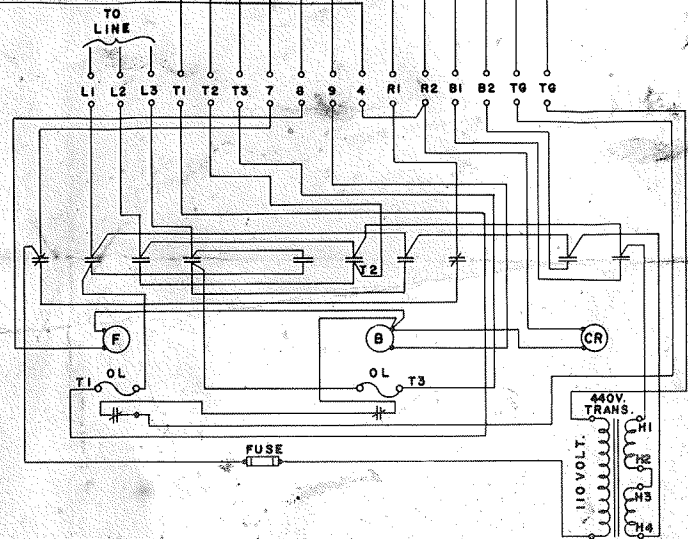 TO
LINE
L1 L2 L3 T1 T2 T3 7 8 9 4 R1 R2 B1 B2 TG TG
T2
F B CR
OL
T1
OL
T3
440V.
TRANS.
H1
FUSE
110 VOLT.
H2
H3
H4